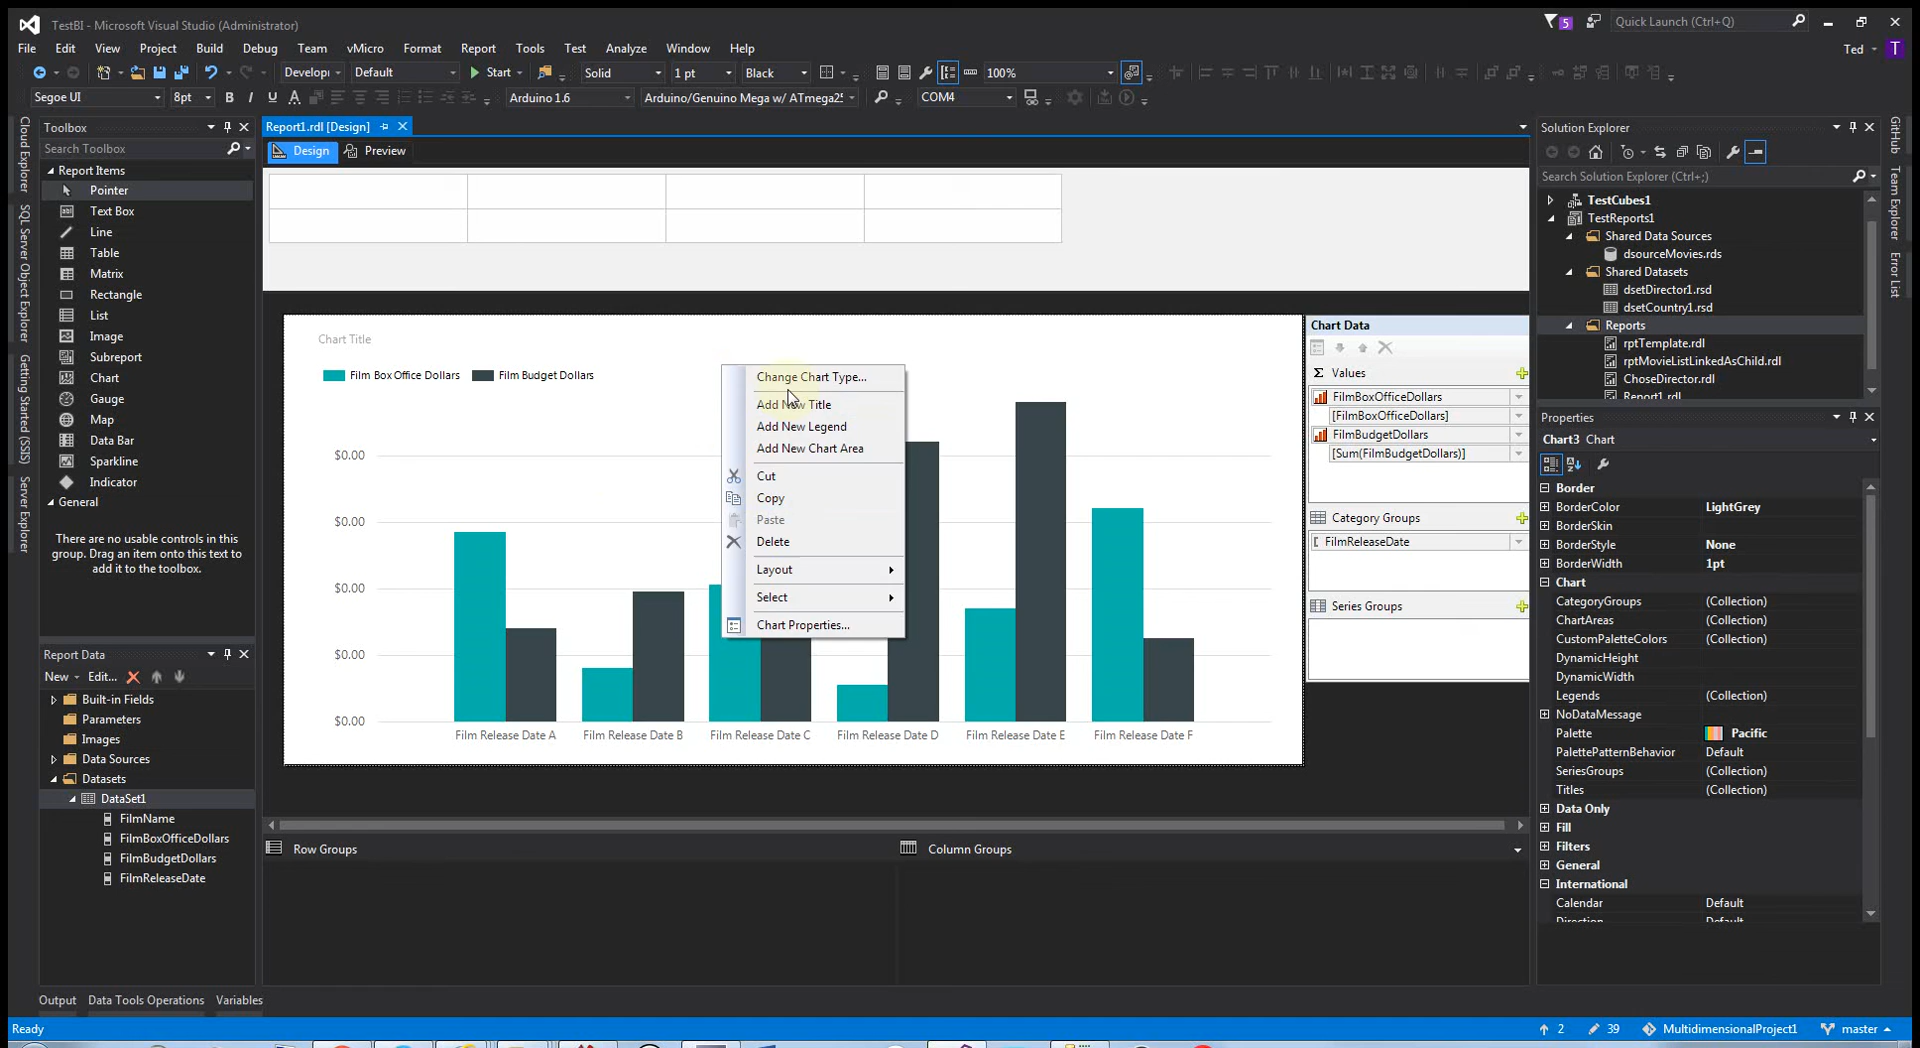 TestBI - Microsoft Visual Studio (Administrator)
5
Quick Launch (Ctrl+Q)
File Edit View Project Build Debug Team vMicro Format Report Tools Test Analyze Window Help
Ted
T
Developi Default Start Solid 1 pt Black 100%
Segoe UI 8pt B I U A Arduino 1.6 Arduino/Genuino Mega w/ ATmega25 COM4
Cloud Explorer
SQL Server Object Explorer
Getting Started (SSIS)
Server Explorer
Toolbox
Search Toolbox
Report Items
Pointer
Text Box
Line
Table
Matrix
Rectangle
List
Image
Subreport
Chart
Gauge
Map
Data Bar
Sparkline
Indicator
General
There are no usable controls in this
group. Drag an item onto this text to
add it to the toolbox.
Report Data
New Edit...
Built-in Fields
Parameters
Images
Data Sources
Datasets
DataSet1
FilmName
FilmBoxOfficeDollars
FilmBudgetDollars
FilmReleaseDate
Report1.rdl [Design]
Design Preview
Chart Title
Film Box Office Dollars Film Budget Dollars
$0.00
$0.00
$0.00
$0.00
$0.00
Film Release Date A Film Release Date B Film Release Date C Film Release Date D Film Release Date E Film Release Date F
Change Chart Type...
Add New Title
Add New Legend
Add New Chart Area
Cut
Copy
Paste
Delete
Layout
Select
Chart Properties...
Chart Data
Σ Values
FilmBoxOfficeDollars
[FilmBoxOfficeDollars]
FilmBudgetDollars
[Sum(FilmBudgetDollars)]
Category Groups
FilmReleaseDate
Series Groups
Row Groups
Column Groups
Solution Explorer
Search Solution Explorer (Ctrl+;)
TestCubes1
TestReports1
Shared Data Sources
dsourceMovies.rds
Shared Datasets
dsetDirector1.rsd
dsetCountry1.rsd
Reports
rptTemplate.rdl
rptMovieListLinkedAsChild.rdl
ChoseDirector.rdl
Report1.rdl
Properties
Chart3 Chart
Border
BorderColor LightGrey
BorderSkin
BorderStyle None
BorderWidth 1pt
Chart
CategoryGroups (Collection)
ChartAreas (Collection)
CustomPaletteColors (Collection)
DynamicHeight
DynamicWidth
Legends (Collection)
NoDataMessage
Palette Pacific
PalettePatternBehavior Default
SeriesGroups (Collection)
Titles (Collection)
Data Only
Fill
Filters
General
International
Calendar Default
Direction Default
GitHub
Team Explorer
Error List
Output Data Tools Operations Variables
Ready
2 39 MultidimensionalProject1 master